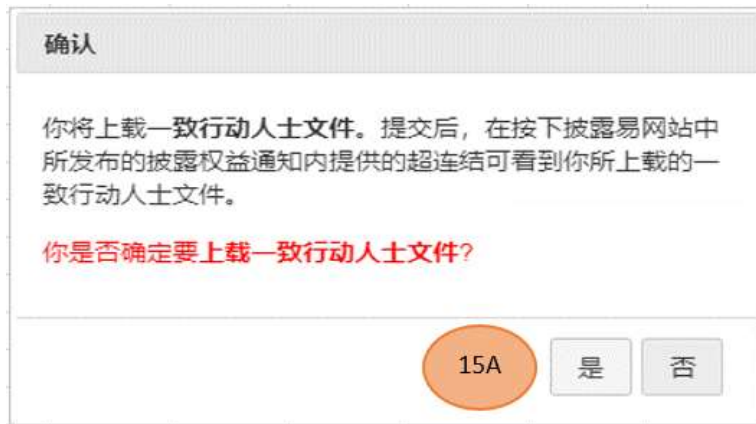 确认
你将上载一致行动人士文件。提交后，在按下披露易网站中
所发布的披露权益通知内提供的超连结可看到你所上载的一
致行动人士文件。
你是否确定要上载一致行动人士文件?
15A 是 否